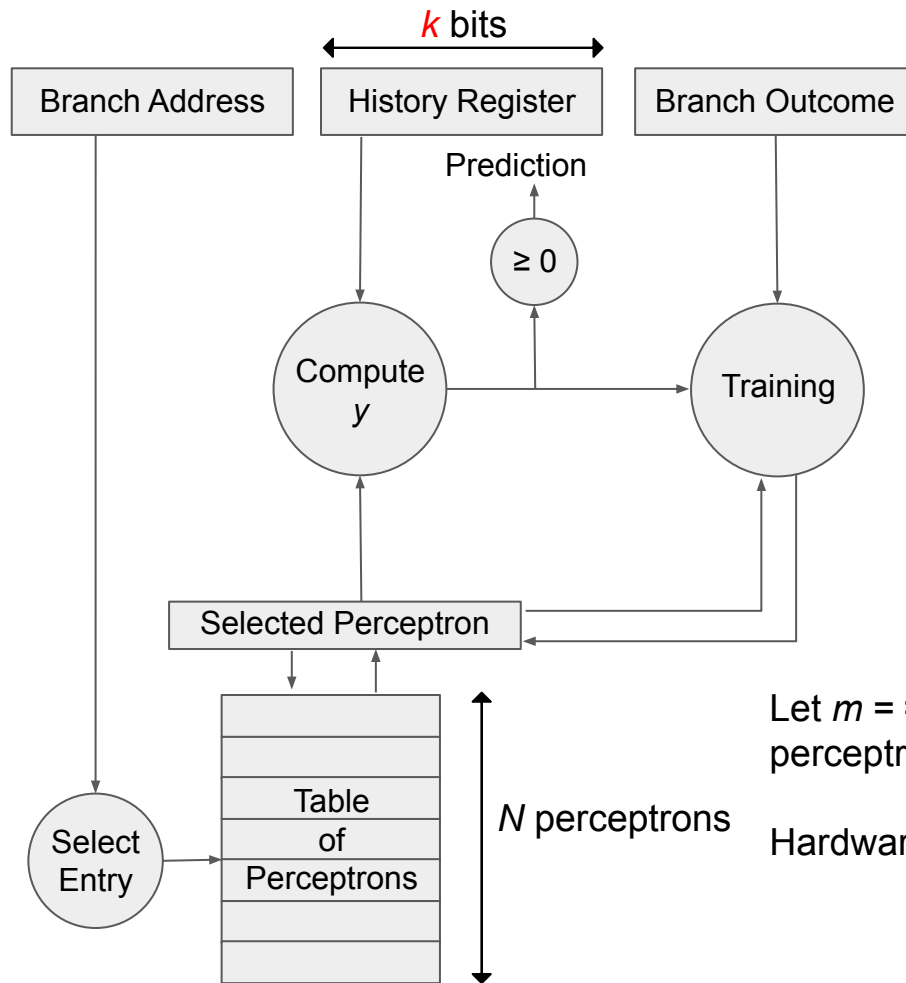 k bits
Branch Address
History Register
Branch Outcome
Prediction
≥ 0
Compute
y
Training
Selected Perceptron
Let m =
perceptr
Table
of
Perceptrons
N perceptrons
Select
Entry
Hardwar